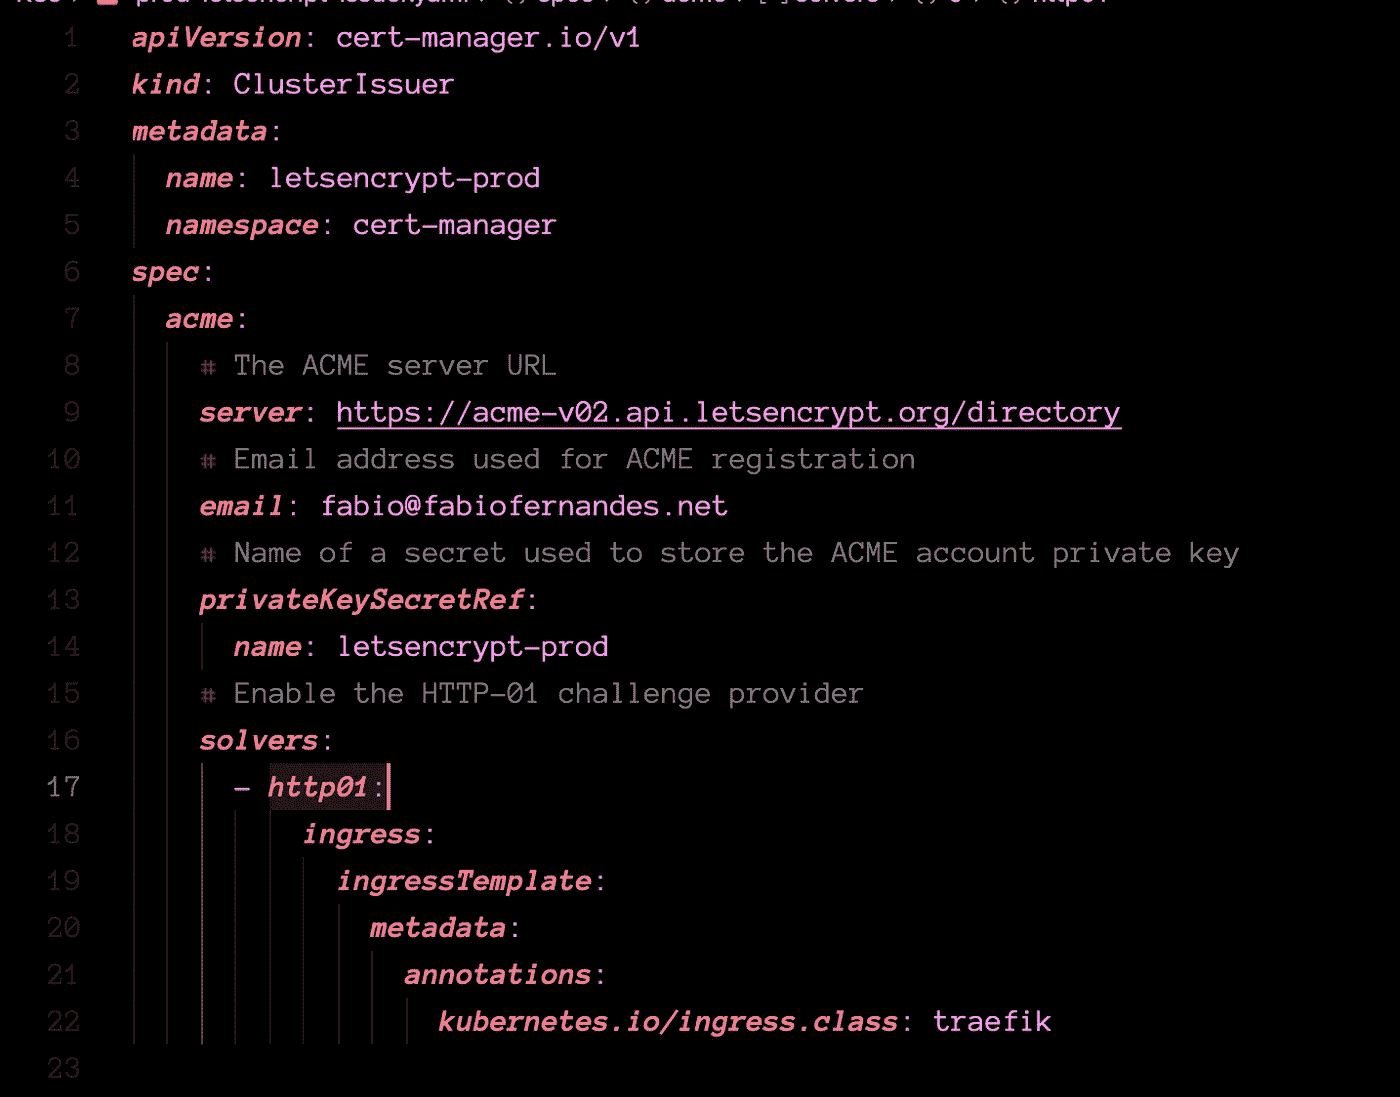 1 apiVersion: cert-manager.io/v1
2 kind: ClusterIssuer
3 metadata:
4   name: letsencrypt-prod
5   namespace: cert-manager
6 spec:
7   acme:
8     # The ACME server URL
9     server: https://acme-v02.api.letsencrypt.org/directory
10     # Email address used for ACME registration
11     email: fabio@fabiofernandes.net
12     # Name of a secret used to store the ACME account private key
13     privateKeySecretRef:
14       name: letsencrypt-prod
15     # Enable the HTTP-01 challenge provider
16     solvers:
17       - http01:
18           ingress:
19             ingressTemplate:
20               metadata:
21                 annotations:
22                   kubernetes.io/ingress.class: traefik
23